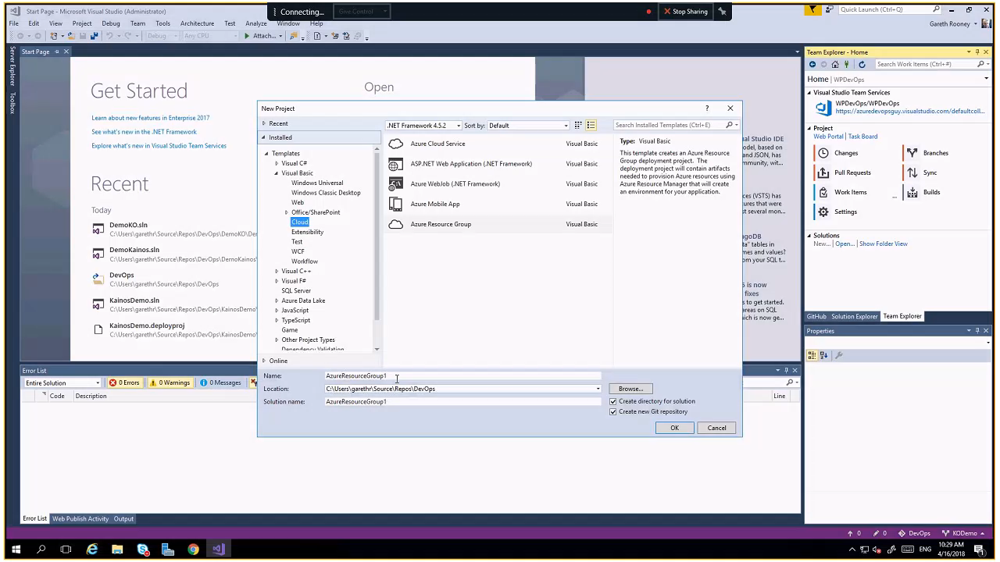 Start Page - Microsoft Visual Studio (Administrator)
Connecting...
Give Control
Stop Sharing
Quick Launch (Ctrl+Q)
File Edit View Project Debug Team Tools Architecture Test Analyze Window Help
Gareth Rooney
Debug Any CPU Attach...
Server Explorer
Toolbox
Start Page
Get Started
Learn about new features in Enterprise 2017
See what's new in the .NET Framework
Explore what's new in Visual Studio Team Services
Recent
Today
DemoKO.sln
C:\Users\garethr\Source\Repos\DevOps\DemoKO\De
DemoKainos.sln
C:\Users\garethr\Source\Repos\DevOps\DemoKainos
DevOps
C:\Users\garethr\Source\Repos\DevOps
KainosDemo.sln
C:\Users\garethr\Source\Repos\DevOps\KainosDemo
KainosDemo.deployproj
C:\Users\garethr\Source\Repos\DevOps\KainosDemo
Open
New Project
?
Recent
Installed
Templates
Visual C#
Visual Basic
Windows Universal
Windows Classic Desktop
Web
Office/SharePoint
Cloud
Extensibility
Test
WCF
Workflow
Visual C++
Visual F#
SQL Server
Azure Data Lake
JavaScript
TypeScript
Game
Other Project Types
Dependency Validation
Online
.NET Framework 4.5.2 Sort by: Default
Search Installed Templates (Ctrl+E)
Azure Cloud Service Visual Basic
ASP.NET Web Application (.NET Framework) Visual Basic
Azure WebJob (.NET Framework) Visual Basic
Azure Mobile App Visual Basic
Azure Resource Group Visual Basic
Type: Visual Basic
This template creates an Azure Resource
Group deployment project. The
deployment project will contain artifacts
needed to provision Azure resources using
Azure Resource Manager that will create
an environment for your application.
Name: AzureResourceGroup1
Location: C:\Users\garethr\Source\Repos\DevOps
Browse...
Solution name: AzureResourceGroup1
Create directory for solution
Create new Git repository
OK Cancel
Visual Studio IDE
model, based on
and JSON, has
mmunity, wit...
ces (VSTS) that
ures that were
st several mon...
ngoDB
a" tables in
mes and values?
om your SQL t...
5 is now
fixes
s to get started.
areas on SQL
ich is now ge...
Team Explorer - Home
Search Work Items (Ctrl+')
Home WPDevOps
Visual Studio Team Services
WPDevOps/WPDevOps
https://azuredevopsguy.visualstudio.com/defaultcoll...
Project
Web Portal Task Board
Changes Branches
Pull Requests Sync
Work Items Builds
Settings
...
Solutions
New... Open... Show Folder View
GitHub Solution Explorer Team Explorer
Properties
Error List
Entire Solution 0 Errors 0 Warnings 0 Messages
Code Description Line
Error List Web Publish Activity Output
0 0 DevOps KODemo
ENG
10:29 AM
4/16/2018